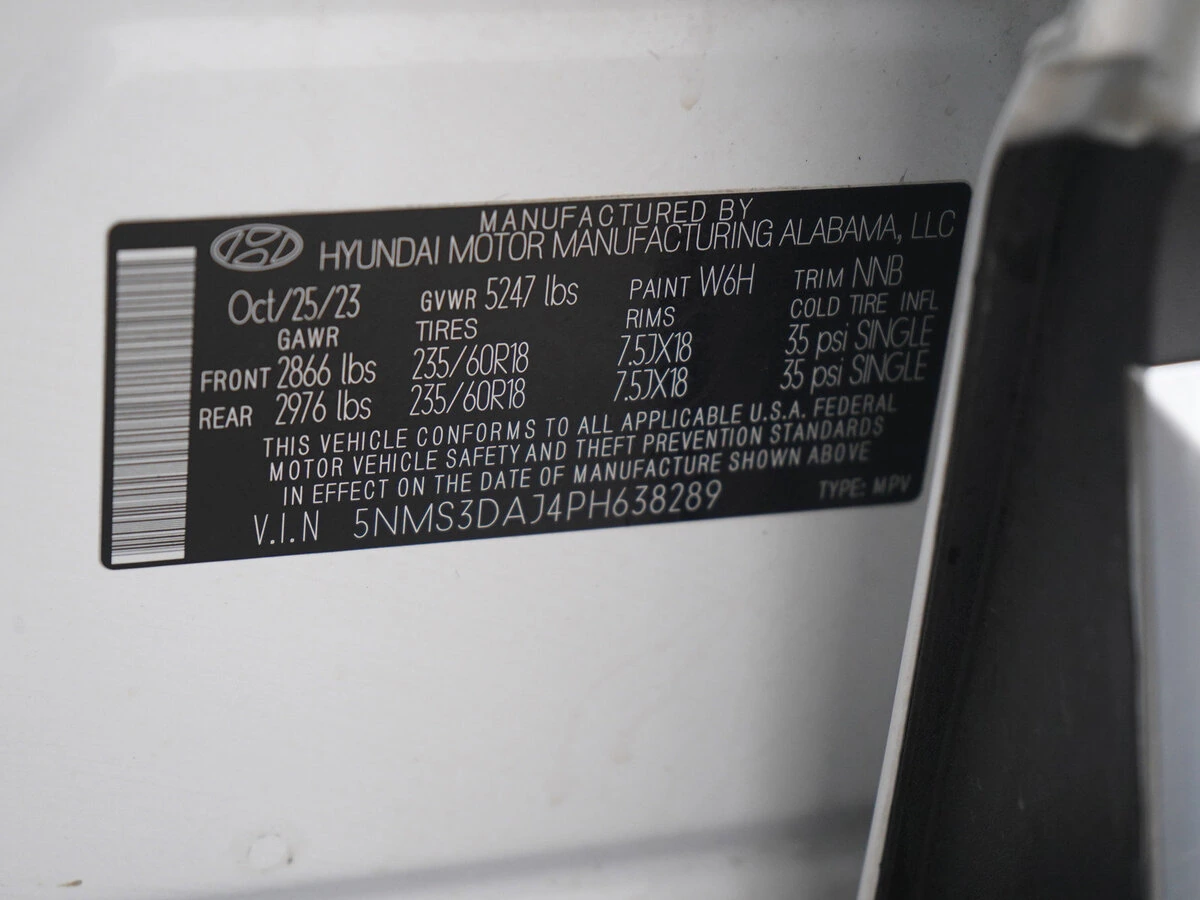 MANUFACTURED BY
HYUNDAI MOTOR MANUFACTURING ALABAMA, LLC
Oct/25/23 GVWR 5247 lbs PAINT W6H TRIM NNB
GAWR TIRES RIMS COLD TIRE INFL
FRONT 2866 lbs 235/60R18 7.5JX18 35 psi SINGLE
REAR 2976 lbs 235/60R18 7.5JX18 35 psi SINGLE
THIS VEHICLE CONFORMS TO ALL APPLICABLE U.S.A. FEDERAL
MOTOR VEHICLE SAFETY AND THEFT PREVENTION STANDARDS
IN EFFECT ON THE DATE OF MANUFACTURE SHOWN ABOVE
V.I.N 5NMS3DAJ4PH638289 TYPE: MPV